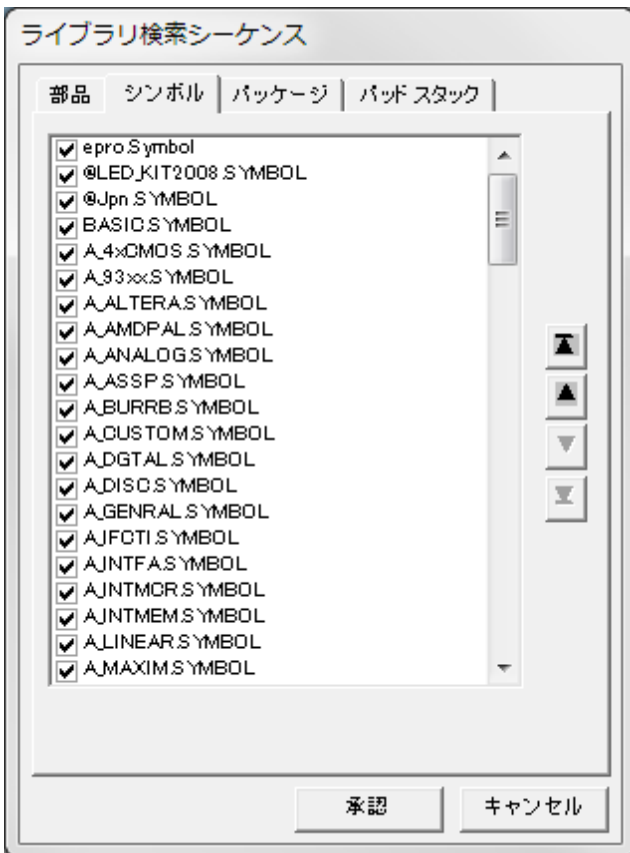 ライブラリ検索シーケンス
部品 シンボル パッケージ パッド スタック
epro.Symbol
@LED_KIT2008.SYMBOL
@Jpn.SYMBOL
BASIC.SYMBOL
A_4xCMOS.SYMBOL
A_93xx.SYMBOL
A_ALTERA.SYMBOL
A_AMDPAL.SYMBOL
A_ANALOG.SYMBOL
A_ASSP.SYMBOL
A_BURRB.SYMBOL
A_CUSTOM.SYMBOL
A_DGTAL.SYMBOL
A_DISC.SYMBOL
A_GENRAL.SYMBOL
A_IFCTI.SYMBOL
A_INTFA.SYMBOL
A_INTMCR.SYMBOL
A_INTMEM.SYMBOL
A_LINEAR.SYMBOL
A_MAXIM.SYMBOL
承認 キャンセル